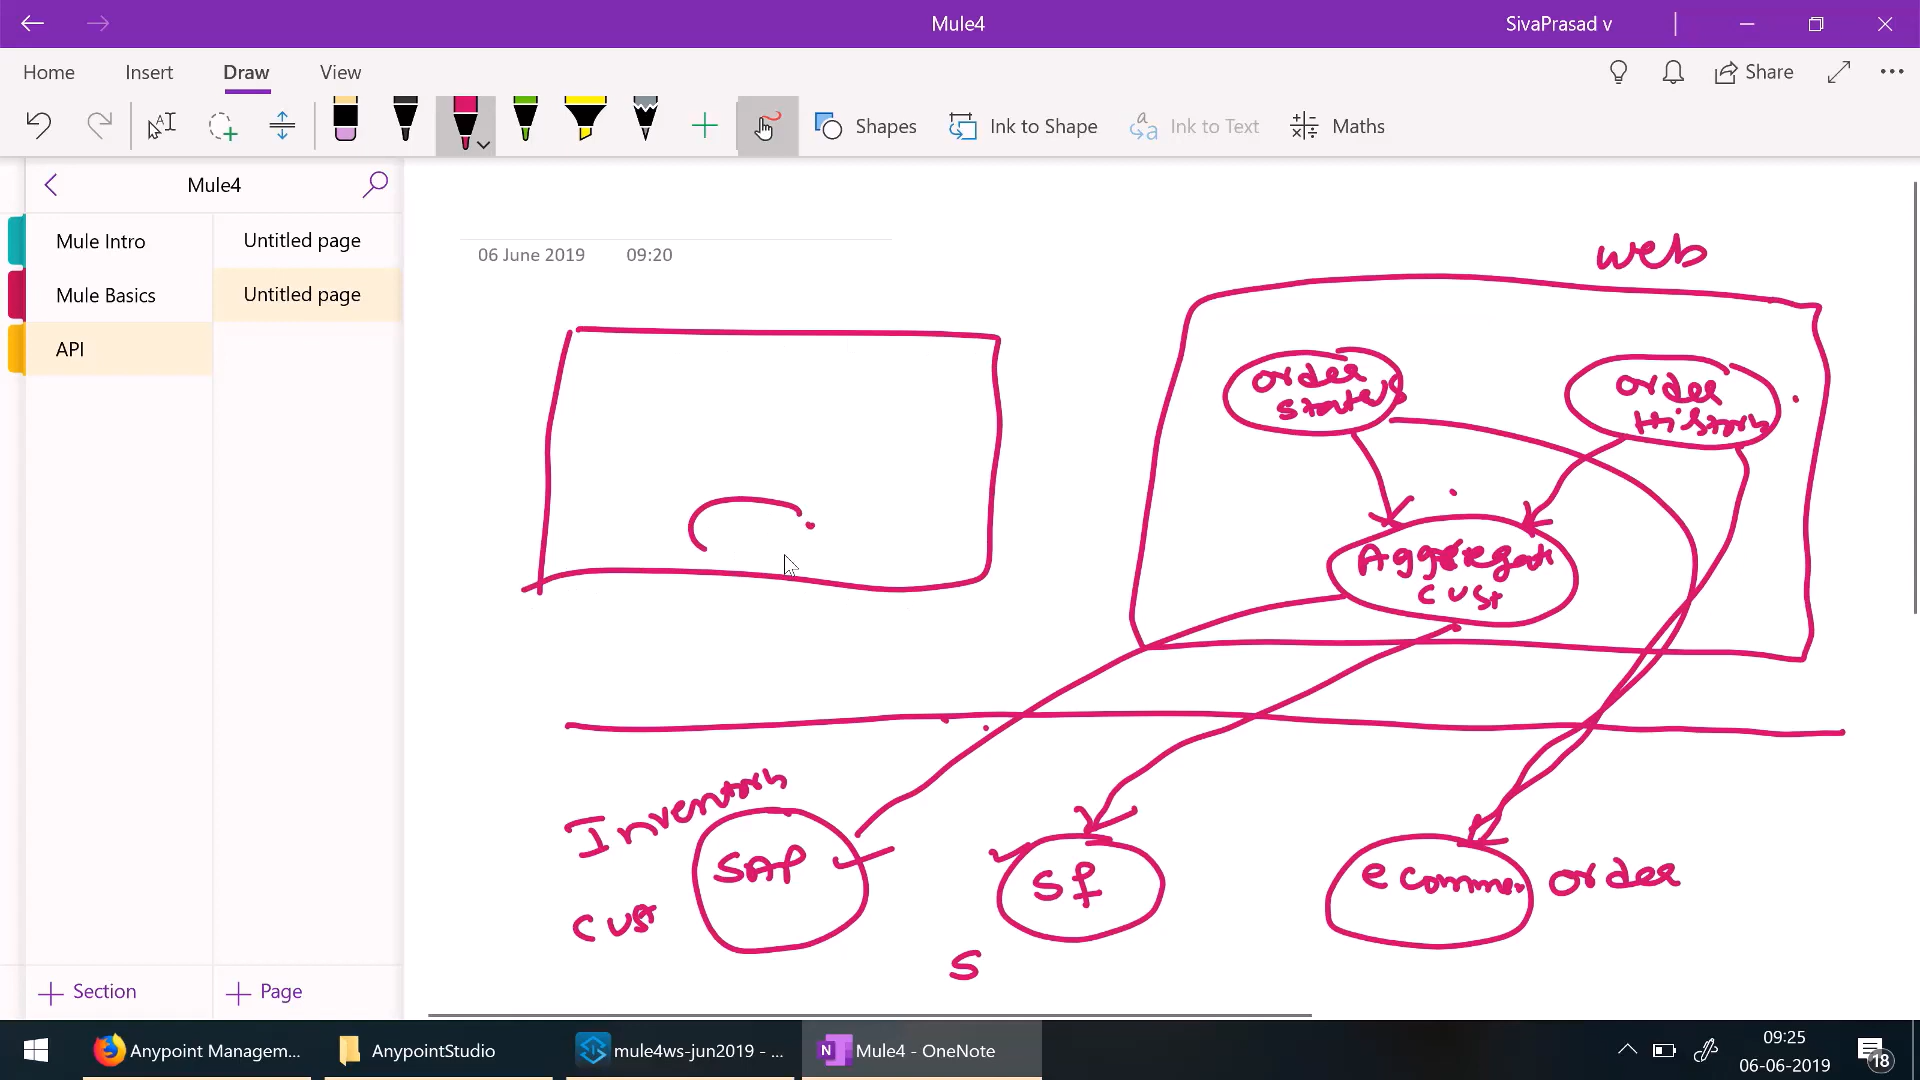 Mule4
SivaPrasad v
Home
Insert
Draw
View
Share
Shapes
Ink to Shape
Ink to Text
Maths
Mule4
Mule Intro
Mule Basics
API
Untitled page
Untitled page
Section
Page
06 June 2019
09:20
web
order
status
order
History
Aggregate
cust
Inventory
SAP
cust
Sf
S
e comme
order
Anypoint Managem...
AnypointStudio
mule4ws-jun2019 - ...
Mule4 - OneNote
09:25
06-06-2019
18